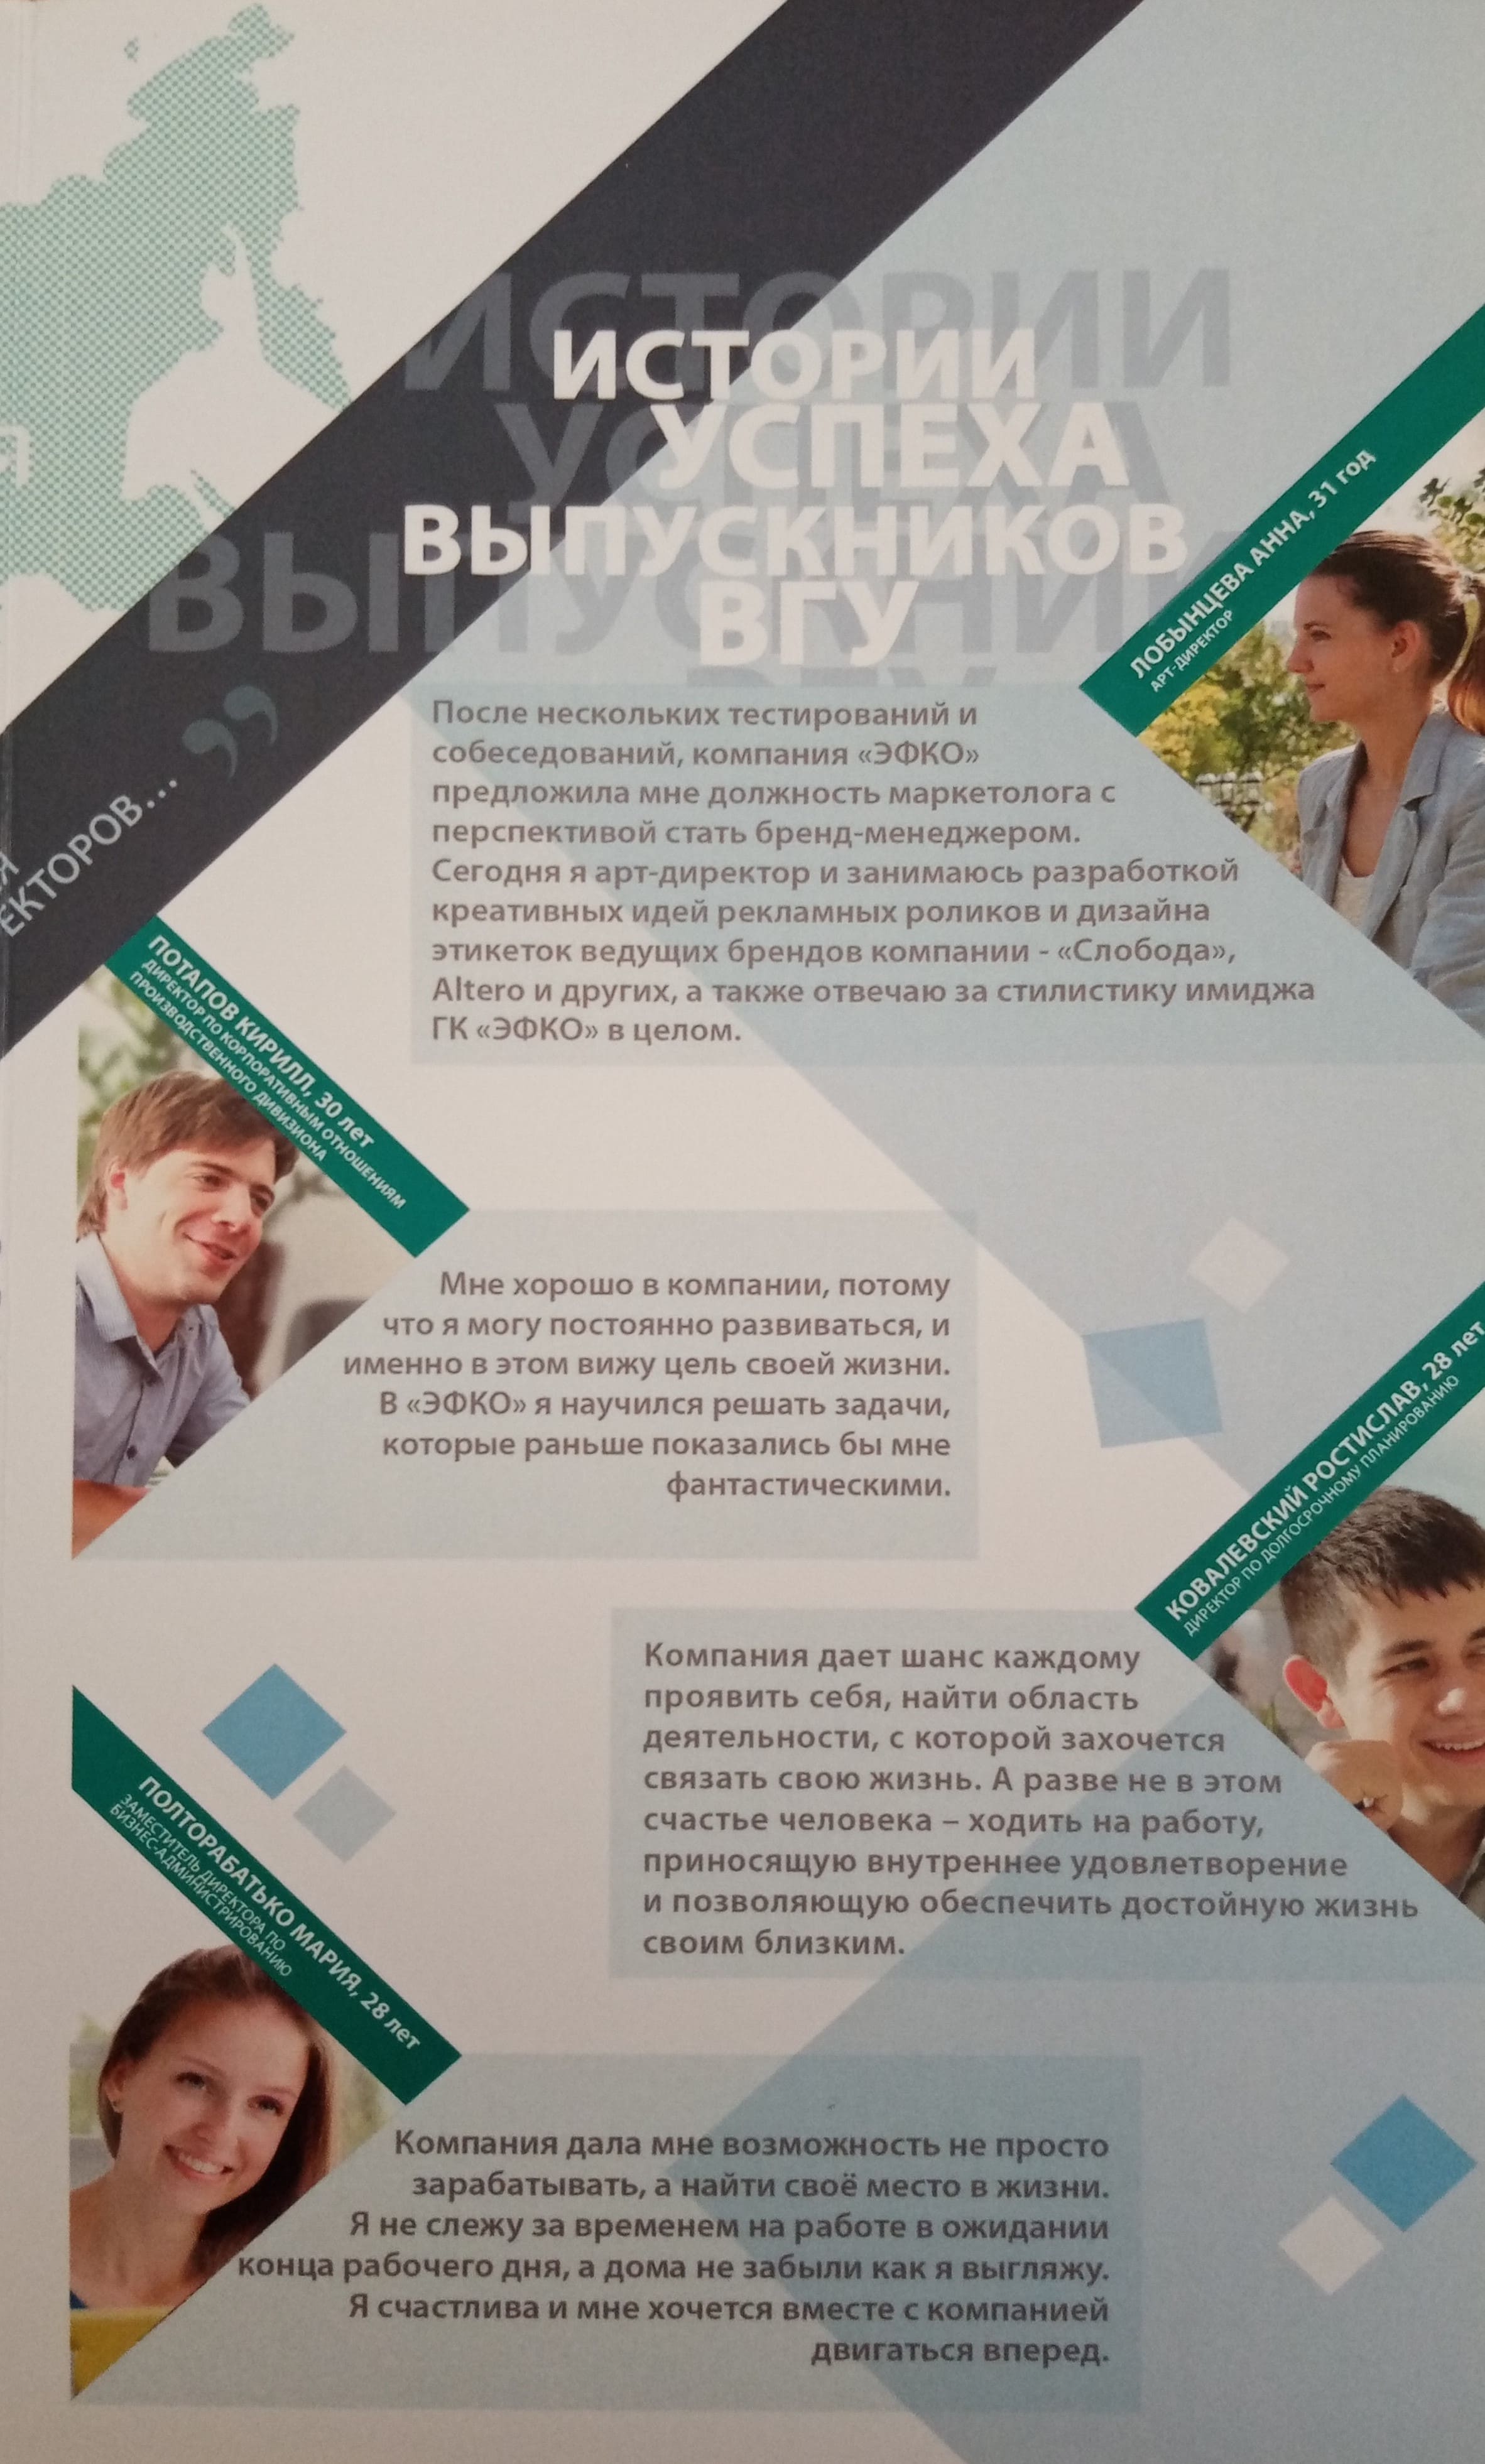 ИСТОРИИ
УСПЕХА
ВЫПУСКНИКОВ
ВГУ
ЛОБЫНЦЕВА АННА, 31 год
АРТ-ДИРЕКТОР
После нескольких тестирований и
собеседований, компания «ЭФКО»
предложила мне должность маркетолога с
перспективой стать бренд-менеджером.
Сегодня я арт-директор и занимаюсь разработкой
креативных идей рекламных роликов и дизайна
этикеток ведущих брендов компании - «Слобода»,
Altero и других, а также отвечаю за стилистику имиджа
ГК «ЭФКО» в целом.
ПОТАПОВ КИРИЛЛ, 30 лет
ДИРЕКТОР ПО КОРПОРАТИВНЫМ ОТНОШЕНИЯМ
ПРОИЗВОДСТВЕННОГО ДИВИЗИОНА
Мне хорошо в компании, потому
что я могу постоянно развиваться, и
именно в этом вижу цель своей жизни.
В «ЭФКО» я научился решать задачи,
которые раньше показались бы мне
фантастическими.
КОВАЛЕВСКИЙ РОСТИСЛАВ, 28 лет
ДИРЕКТОР ПО ДОЛГОСРОЧНОМУ ПЛАНИРОВАНИЮ
Компания дает шанс каждому
проявить себя, найти область
деятельности, с которой захочется
связать свою жизнь. А разве не в этом
счастье человека – ходить на работу,
приносящую внутреннее удовлетворение
и позволяющую обеспечить достойную жизнь
своим близким.
ПОЛТОРАБАТЬКО МАРИЯ, 28 лет
ЗАМЕСТИТЕЛЬ ДИРЕКТОРА ПО
БИЗНЕС-АДМИНИСТРИРОВАНИЮ
Компания дала мне возможность не просто
зарабатывать, а найти своё место в жизни.
Я не слежу за временем на работе в ожидании
конца рабочего дня, а дома не забыли как я выгляжу.
Я счастлива и мне хочется вместе с компанией
двигаться вперед.